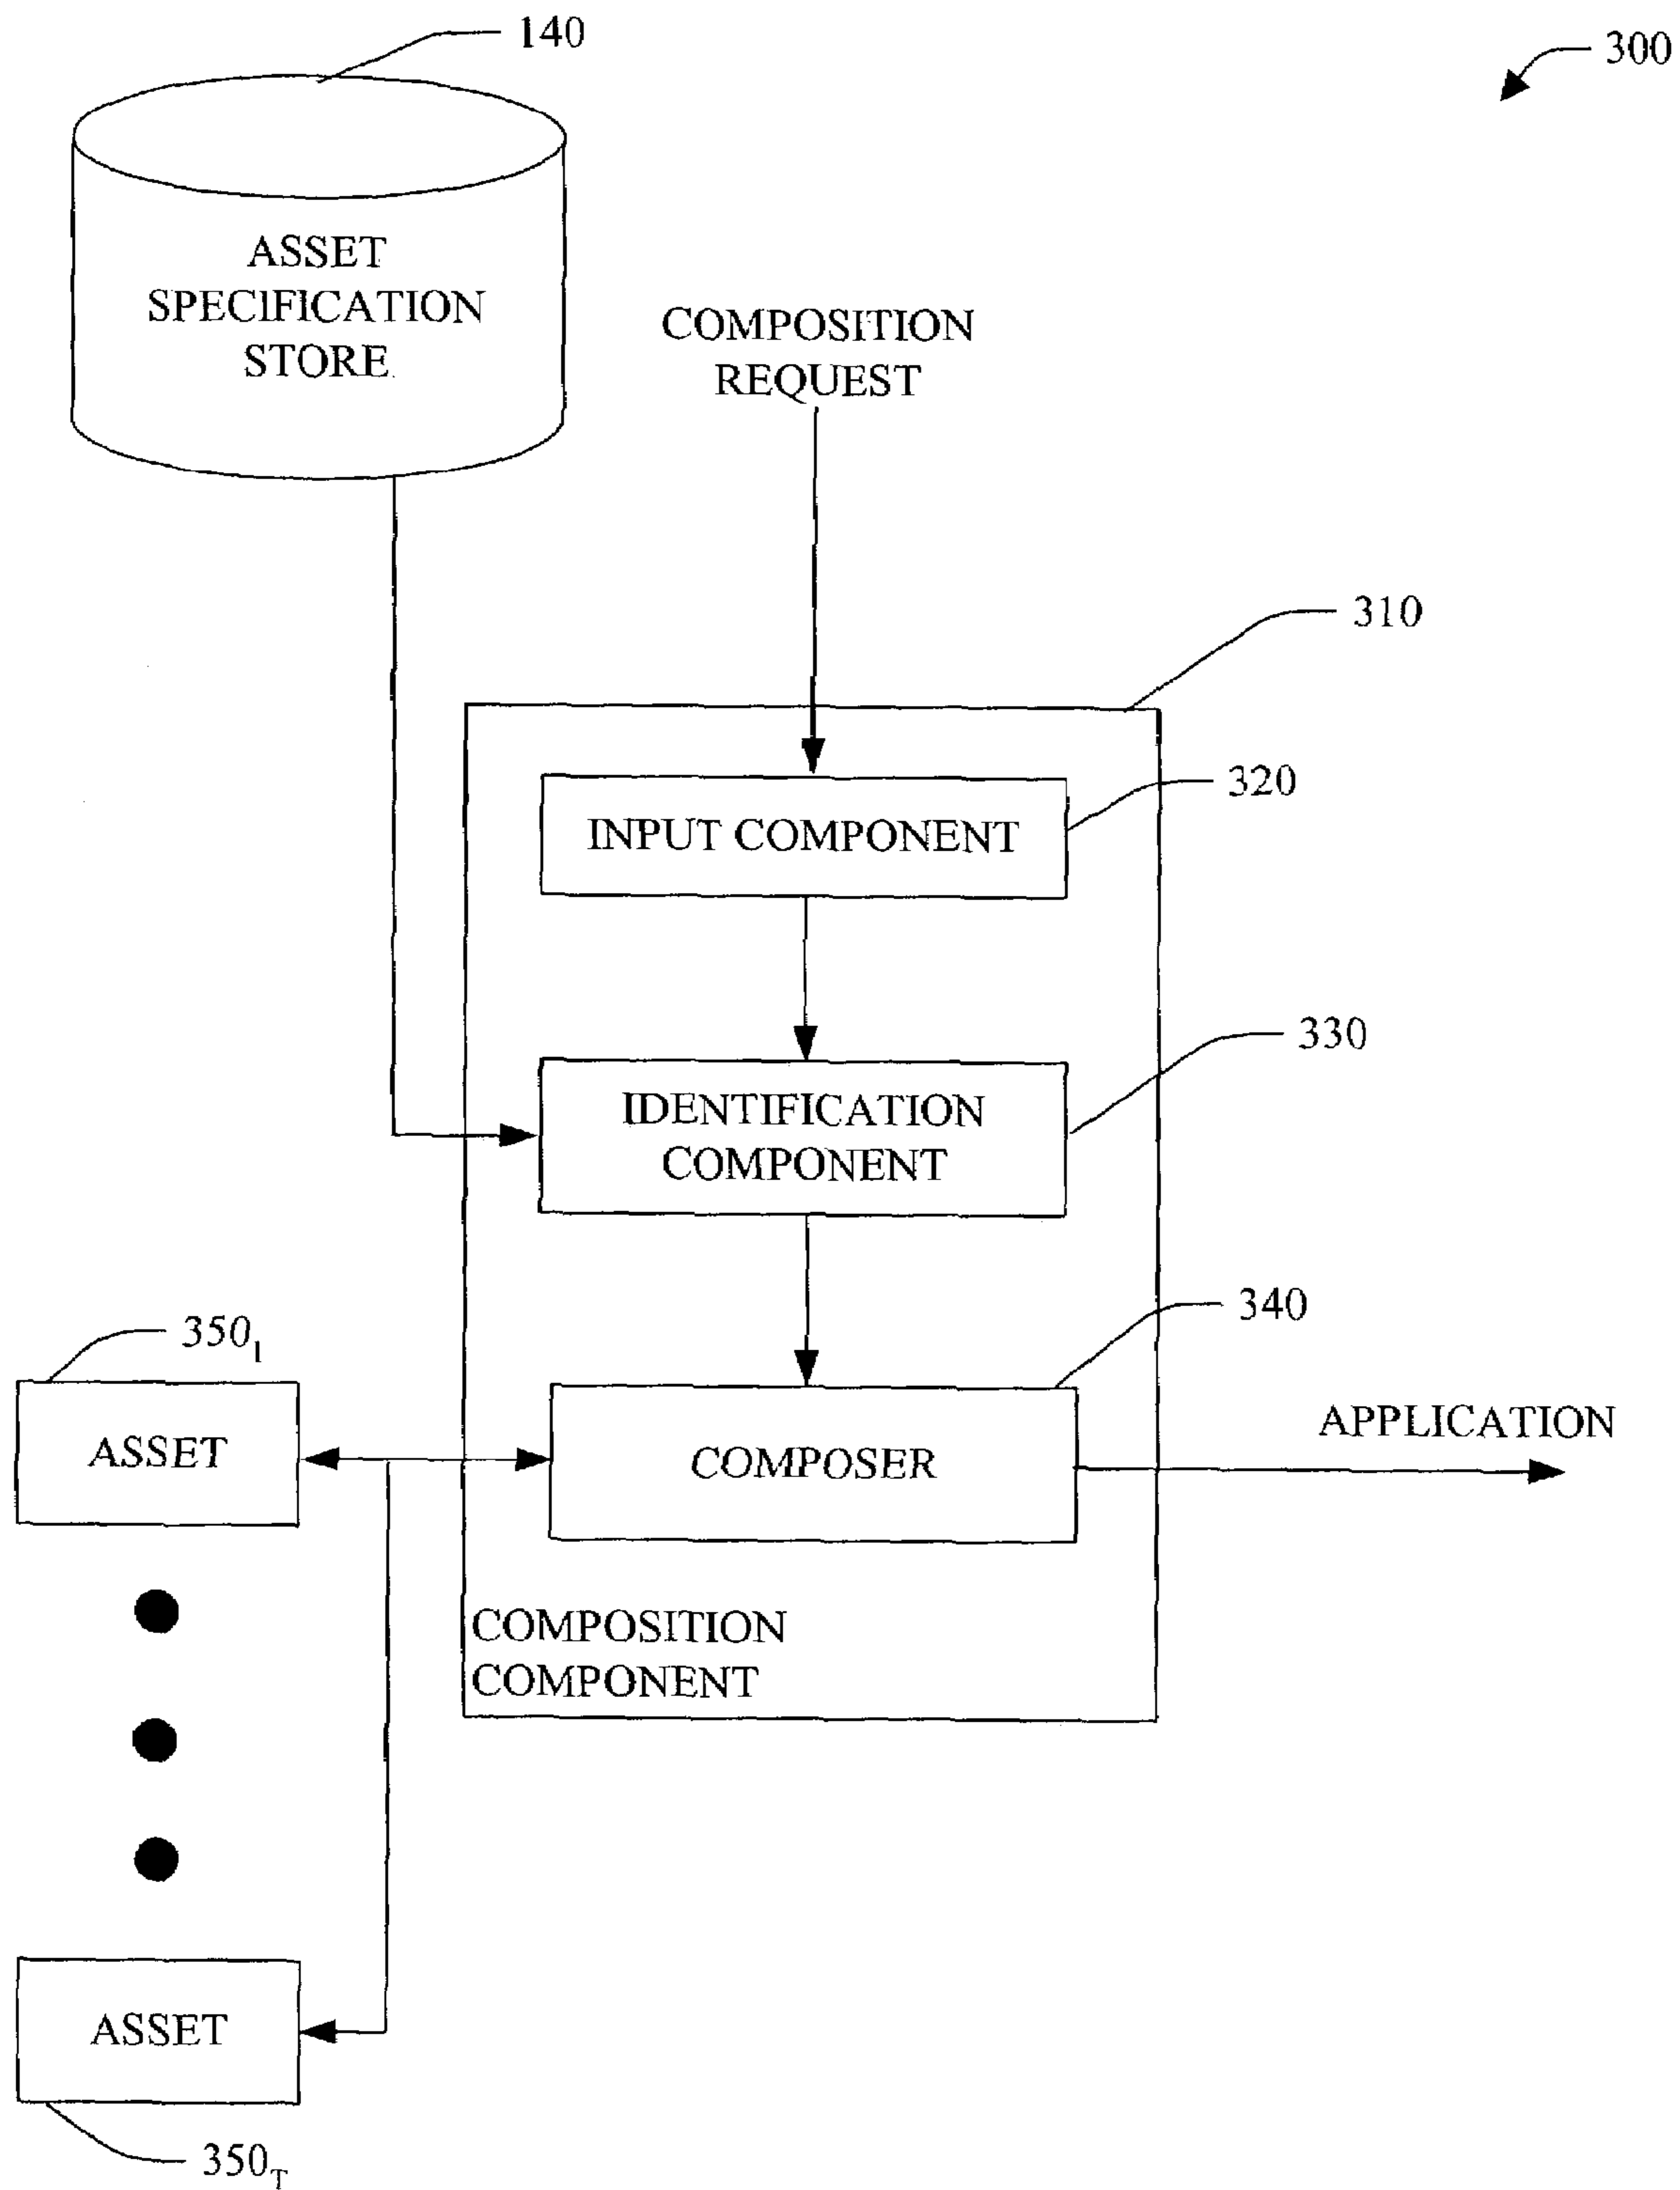 140
300
ASSET
SPECIFICATION
STORE
COMPOSITION
REQUEST
310
320
INPUT COMPONENT
330
IDENTIFICATION
COMPONENT
340
350₁
ASSET
COMPOSER
APPLICATION
COMPOSITION
COMPONENT
ASSET
350_T